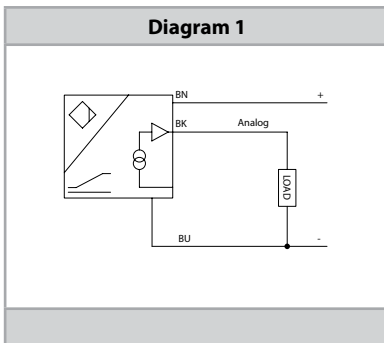 Diagram 1
BN +
BK Analog
LOAD
BU -